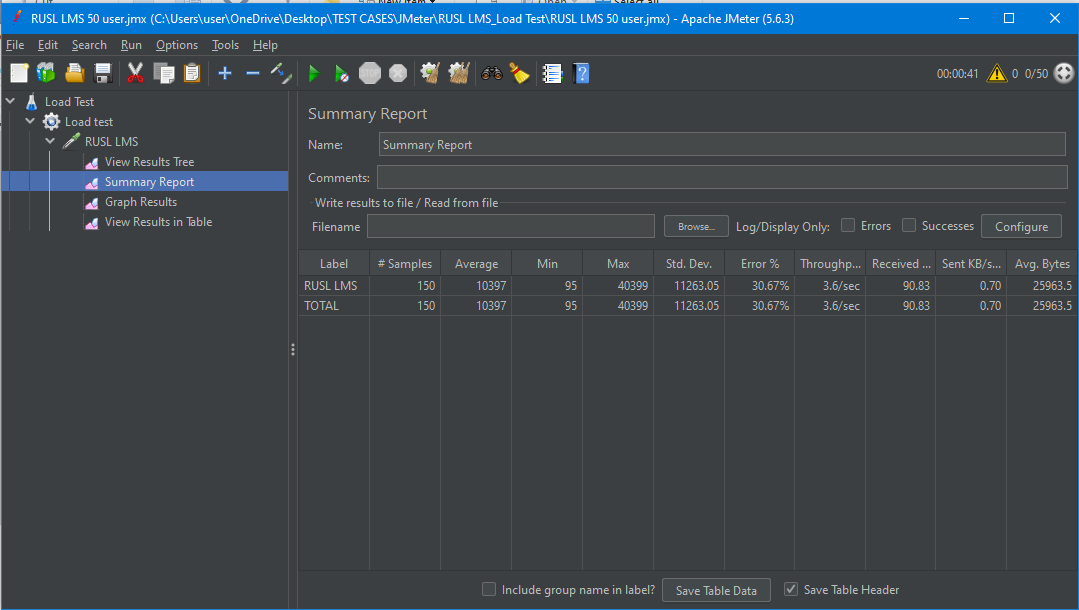 RUSL LMS 50 user.jmx (C:\Users\user\OneDrive\Desktop\TEST CASES\JMeter\RUSL LMS_Load Test\RUSL LMS 50 user.jmx) - Apache JMeter (5.6.3)
File Edit Search Run Options Tools Help
STOP 00:00:41 0 0/50
Load Test
Load test
RUSL LMS
View Results Tree
Summary Report
Graph Results
View Results in Table
Summary Report
Name: Summary Report
Comments:
Write results to file / Read from file
Filename Browse... Log/Display Only: Errors Successes Configure
Label # Samples Average Min Max Std. Dev. Error % Throughp... Received ... Sent KB/s... Avg. Bytes
RUSL LMS 150 10397 95 40399 11263.05 30.67% 3.6/sec 90.83 0.70 25963.5
TOTAL 150 10397 95 40399 11263.05 30.67% 3.6/sec 90.83 0.70 25963.5
Include group name in label? Save Table Data Save Table Header